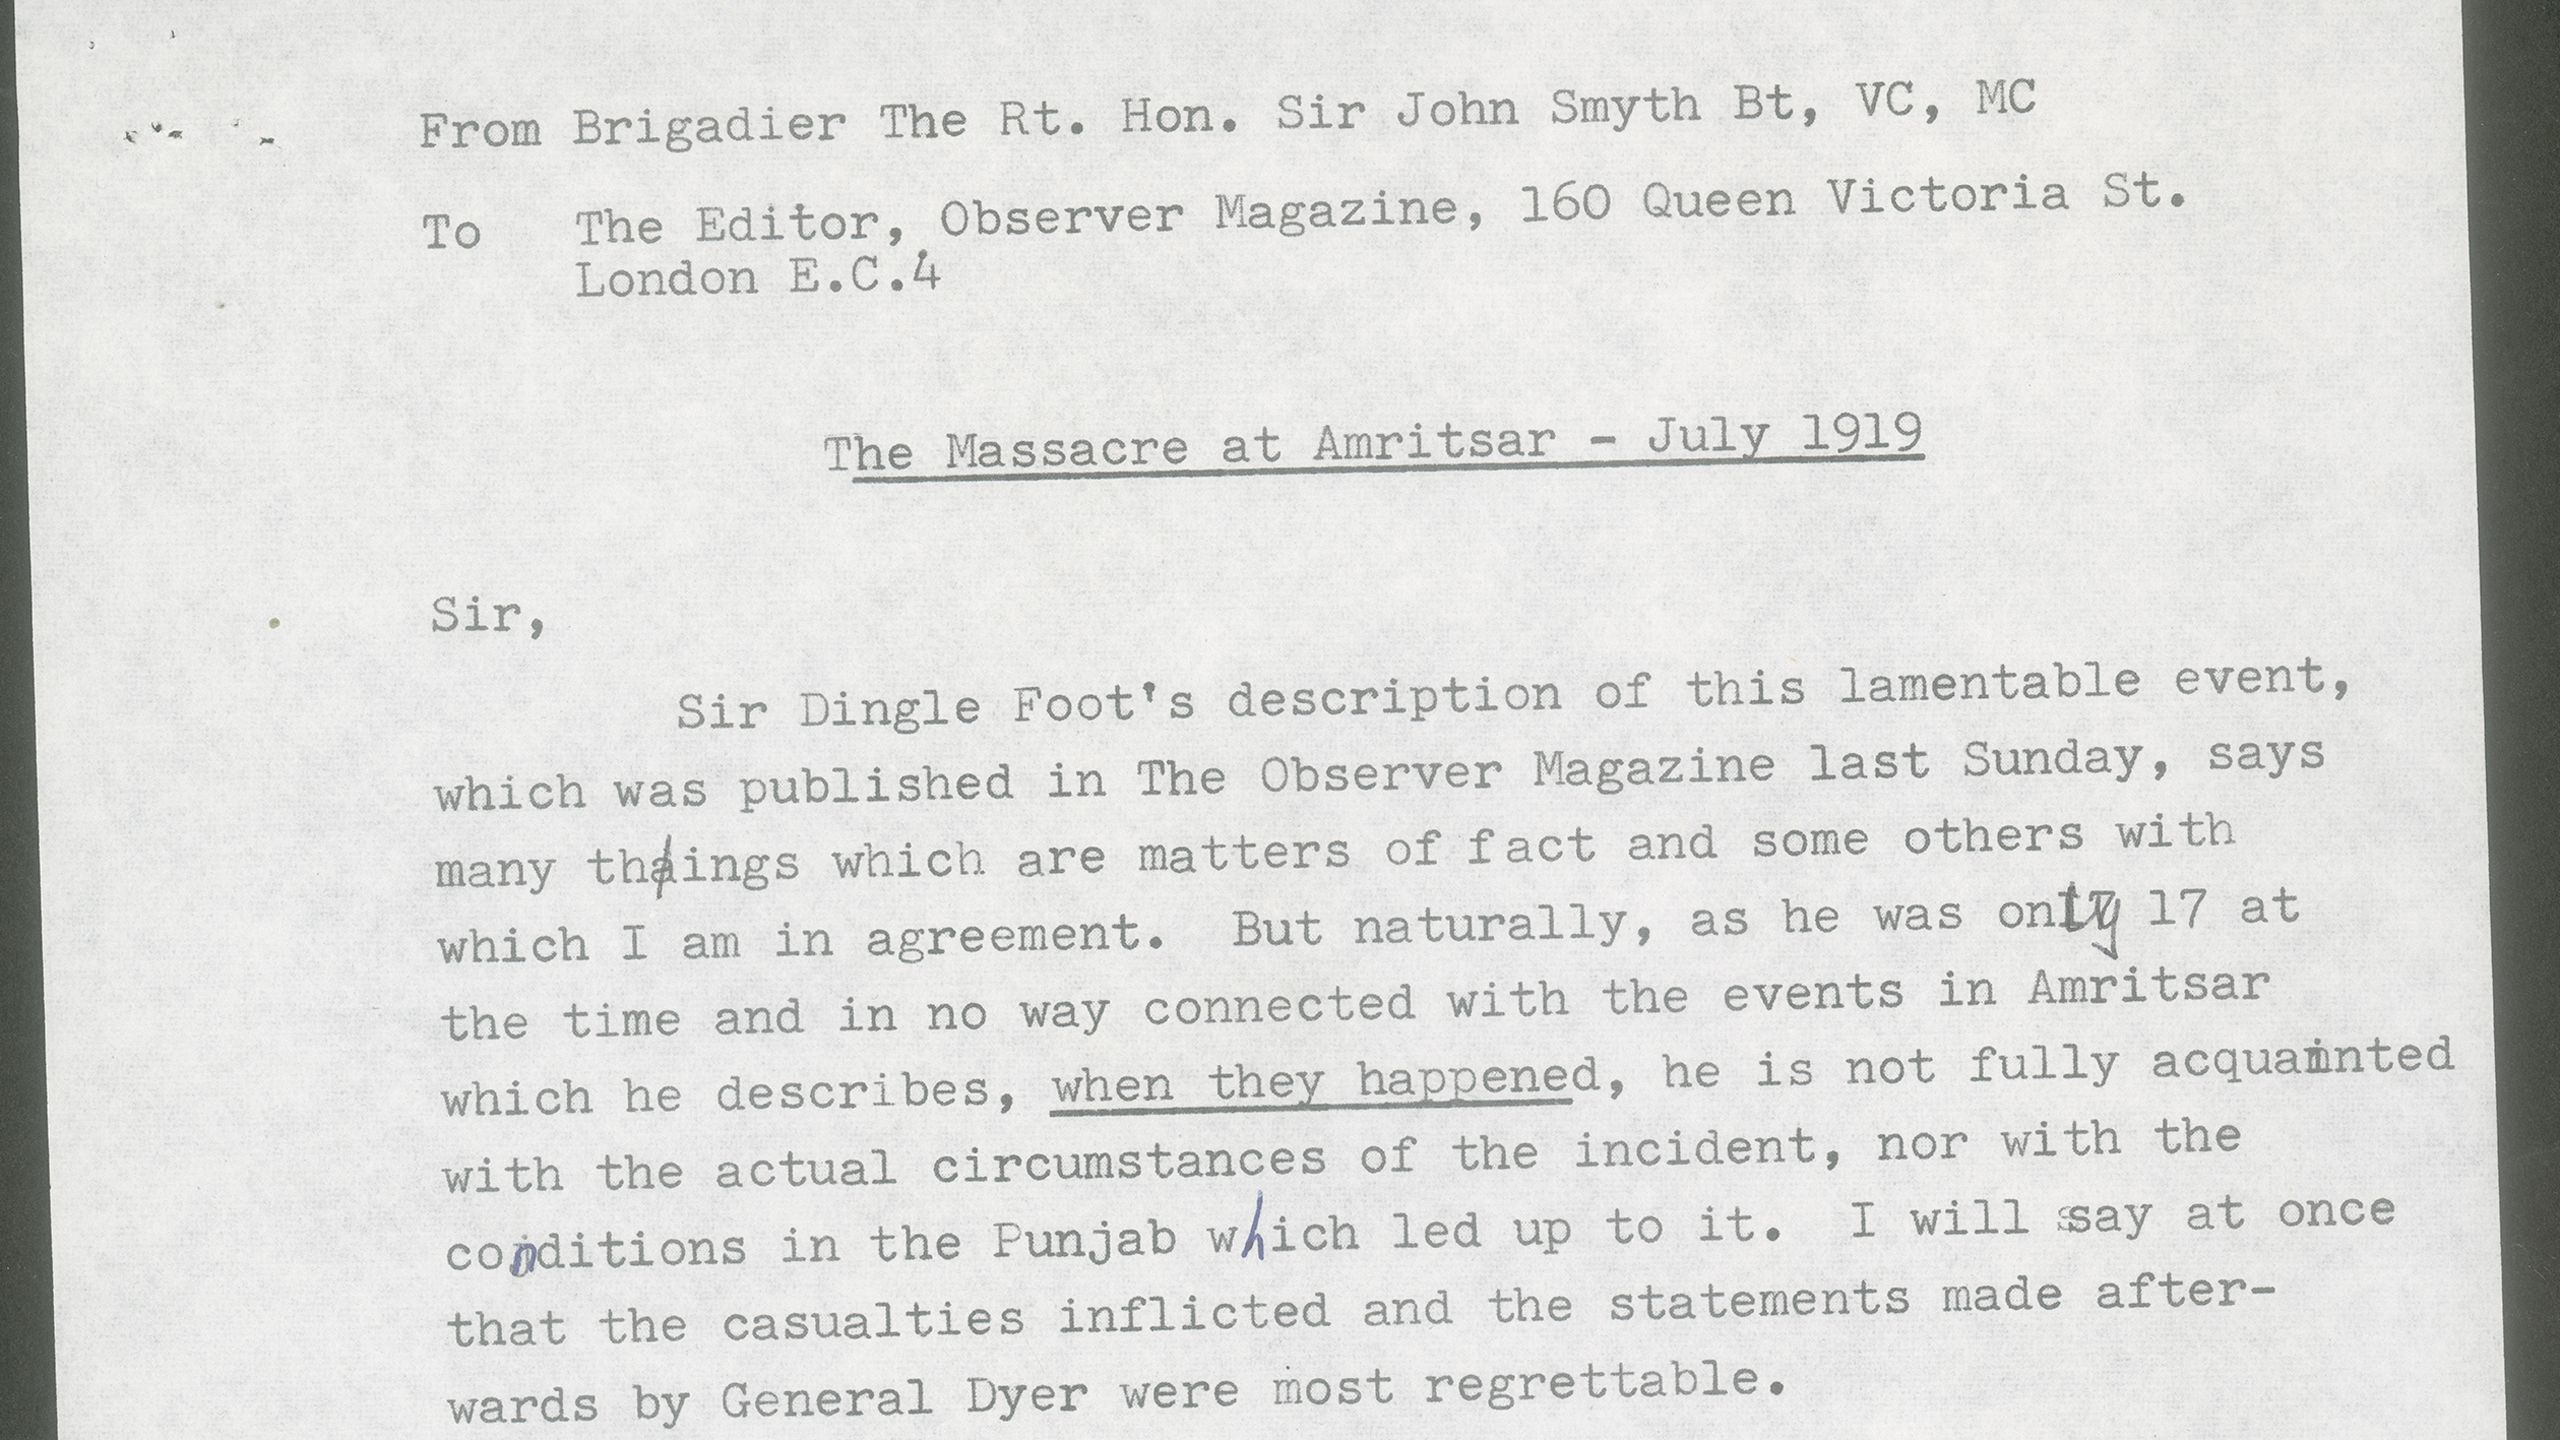 From Brigadier The Rt. Hon. Sir John Smyth Bt, VC, MC
To The Editor, Observer Magazine, 160 Queen Victoria St.
London E.C.4
The Massacre at Amritsar - July 1919
Sir,
Sir Dingle Foot's description of this lamentable event,
which was published in The Observer Magazine last Sunday, says
many things which are matters of fact and some others with
which I am in agreement. But naturally, as he was only 17 at
the time and in no way connected with the events in Amritsar
which he describes, when they happened, he is not fully acquainted
with the actual circumstances of the incident, nor with the
conditions in the Punjab which led up to it. I will say at once
that the casualties inflicted and the statements made after-
wards by General Dyer were most regrettable.